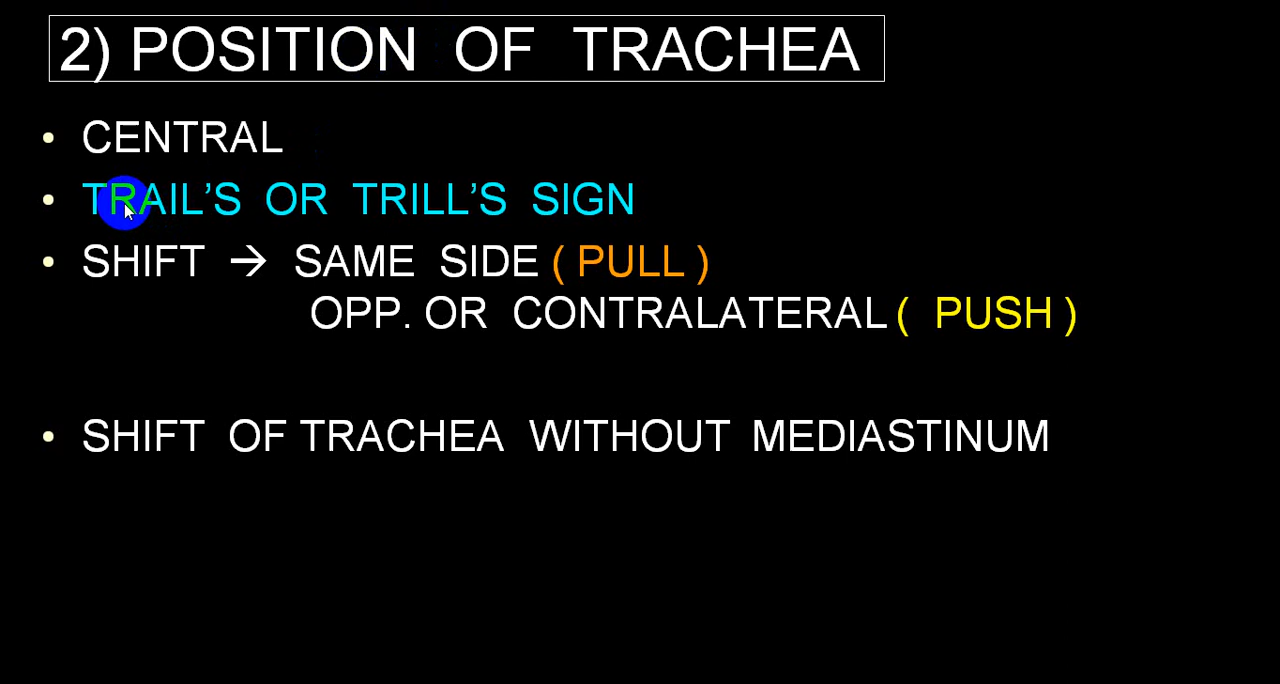 2) POSITION OF TRACHEA
• CENTRAL
• TRAIL’S OR TRILL’S SIGN
• SHIFT → SAME SIDE ( PULL )
OPP. OR CONTRALATERAL ( PUSH )
• SHIFT OF TRACHEA WITHOUT MEDIASTINUM